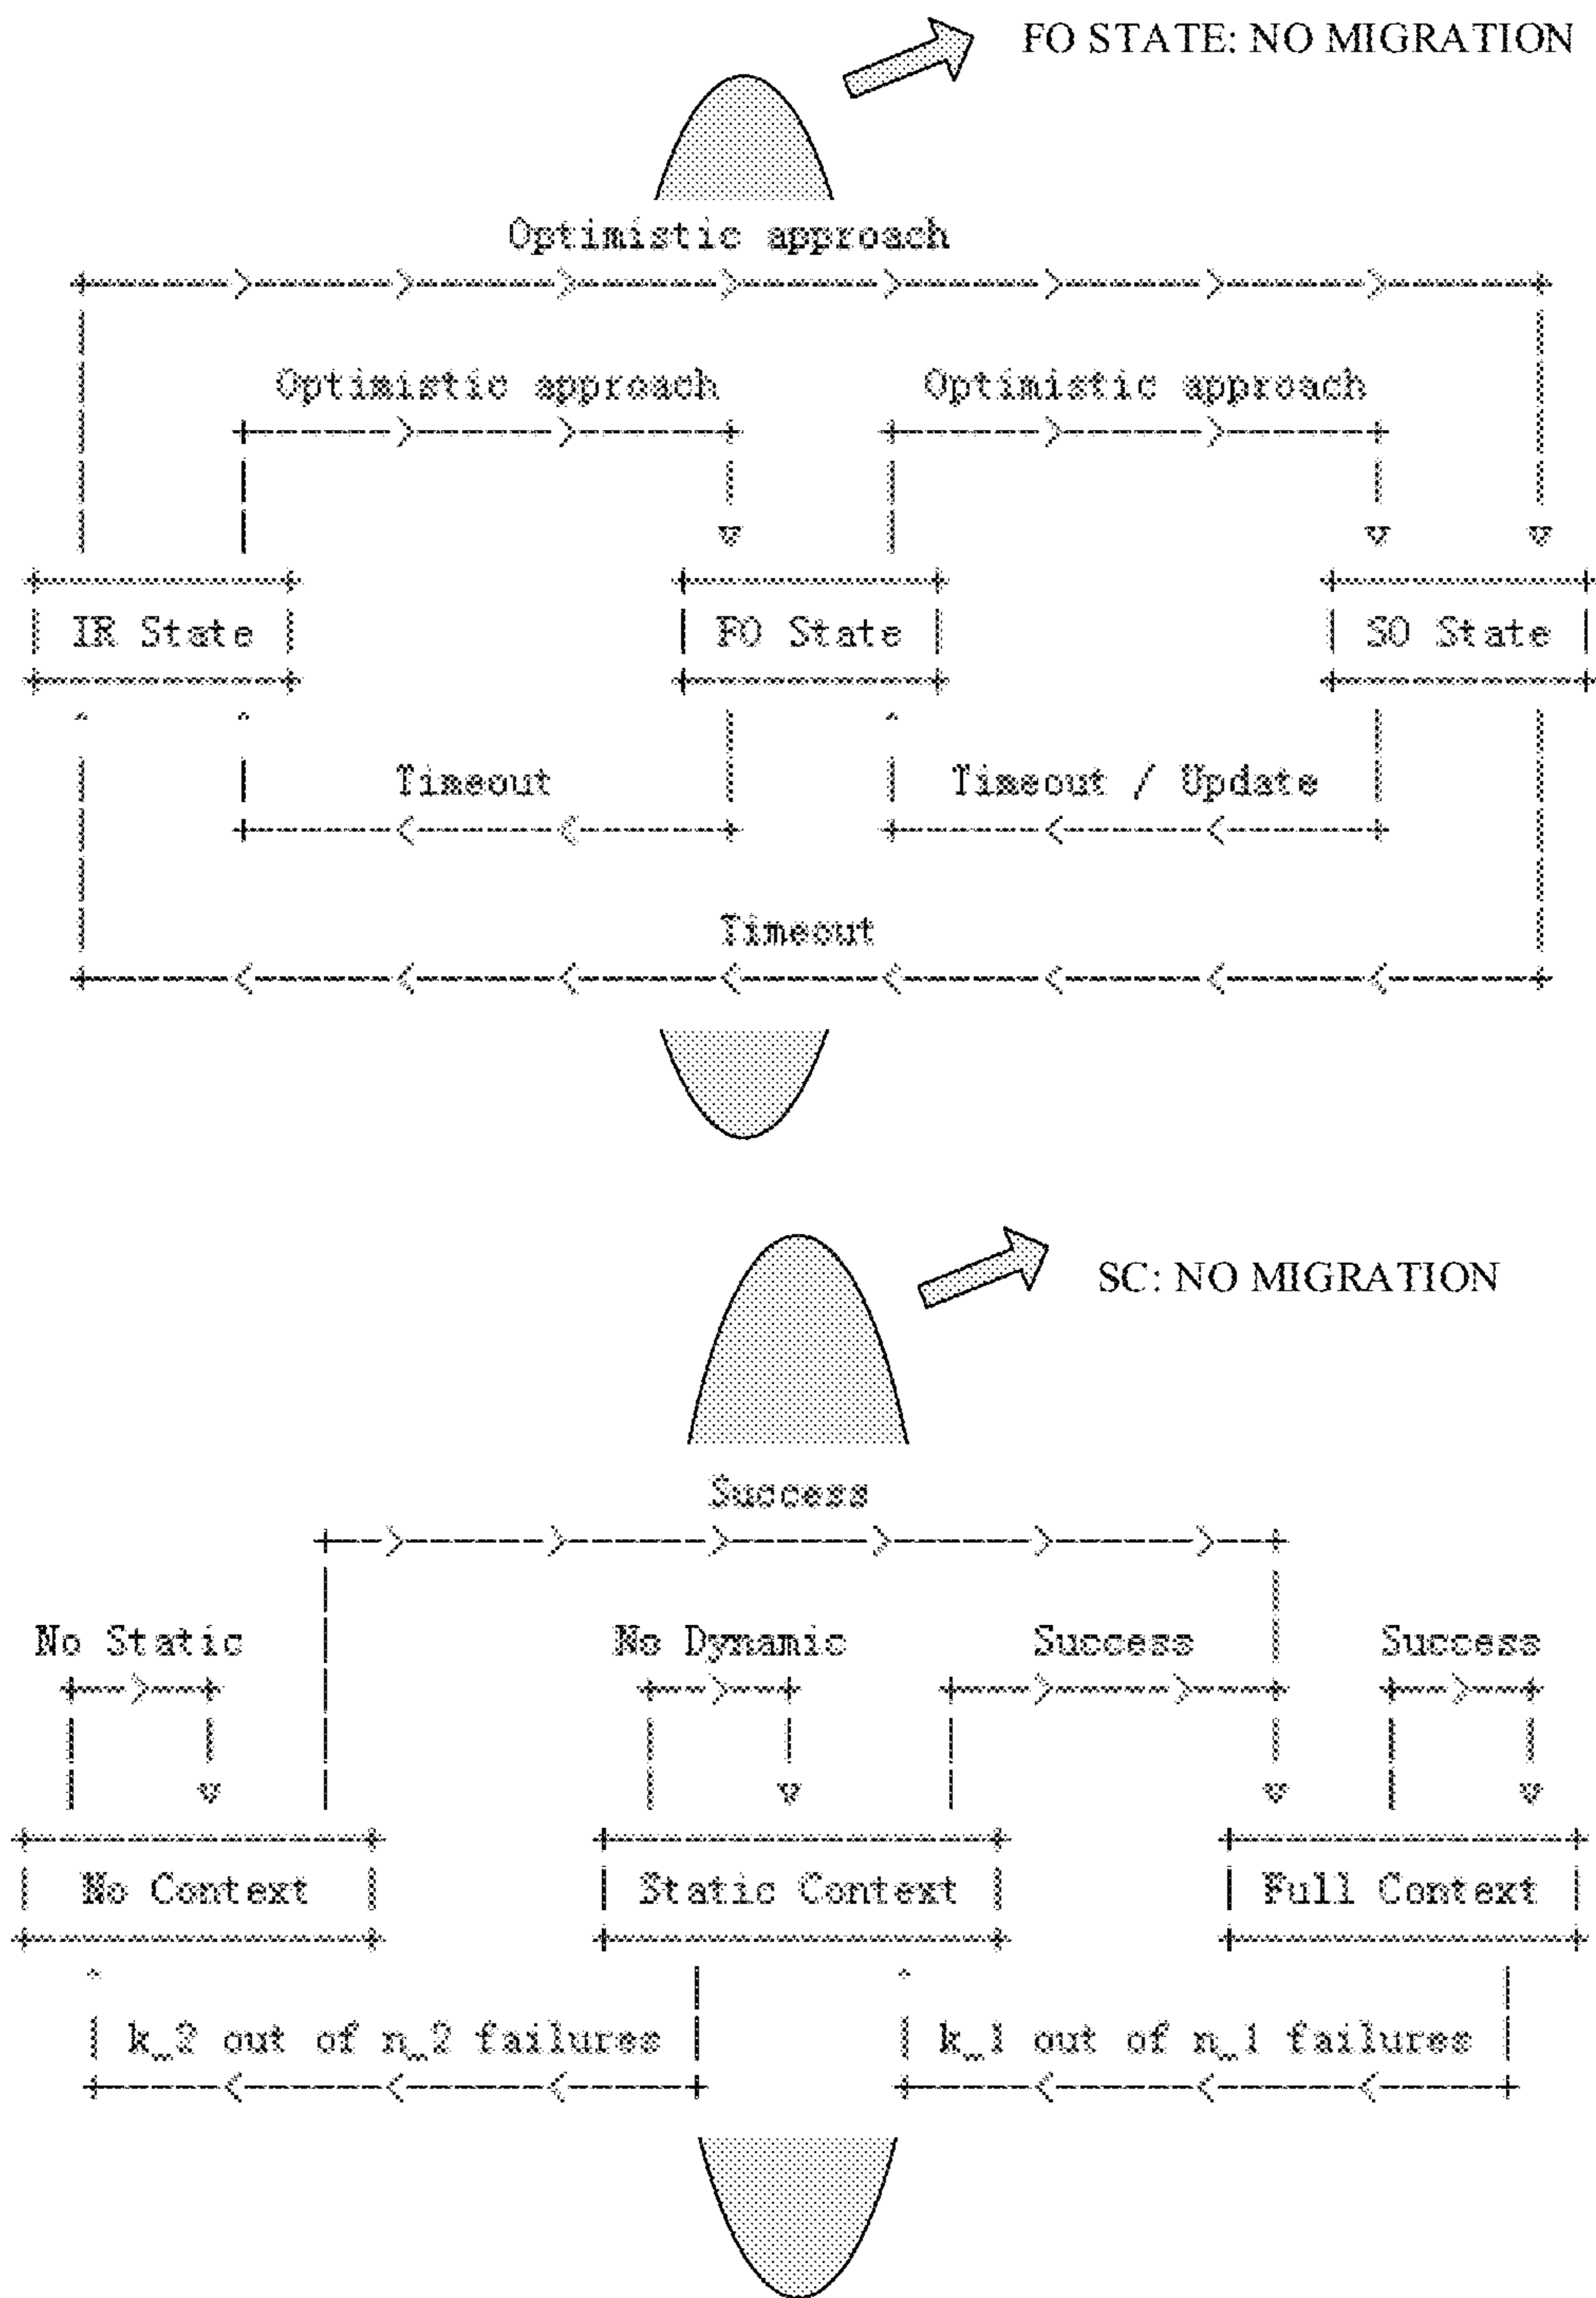 FO STATE: NO MIGRATION
Optimistic approach
Optimistic approach Optimistic approach
IR State FO State SO State
Timeout Timeout / Update
Timeout
SC: NO MIGRATION
Success
No Static No Dynamic Success Success
No Context Static Context Full Context
k_2 out of n_2 failures k_1 out of n_1 failures